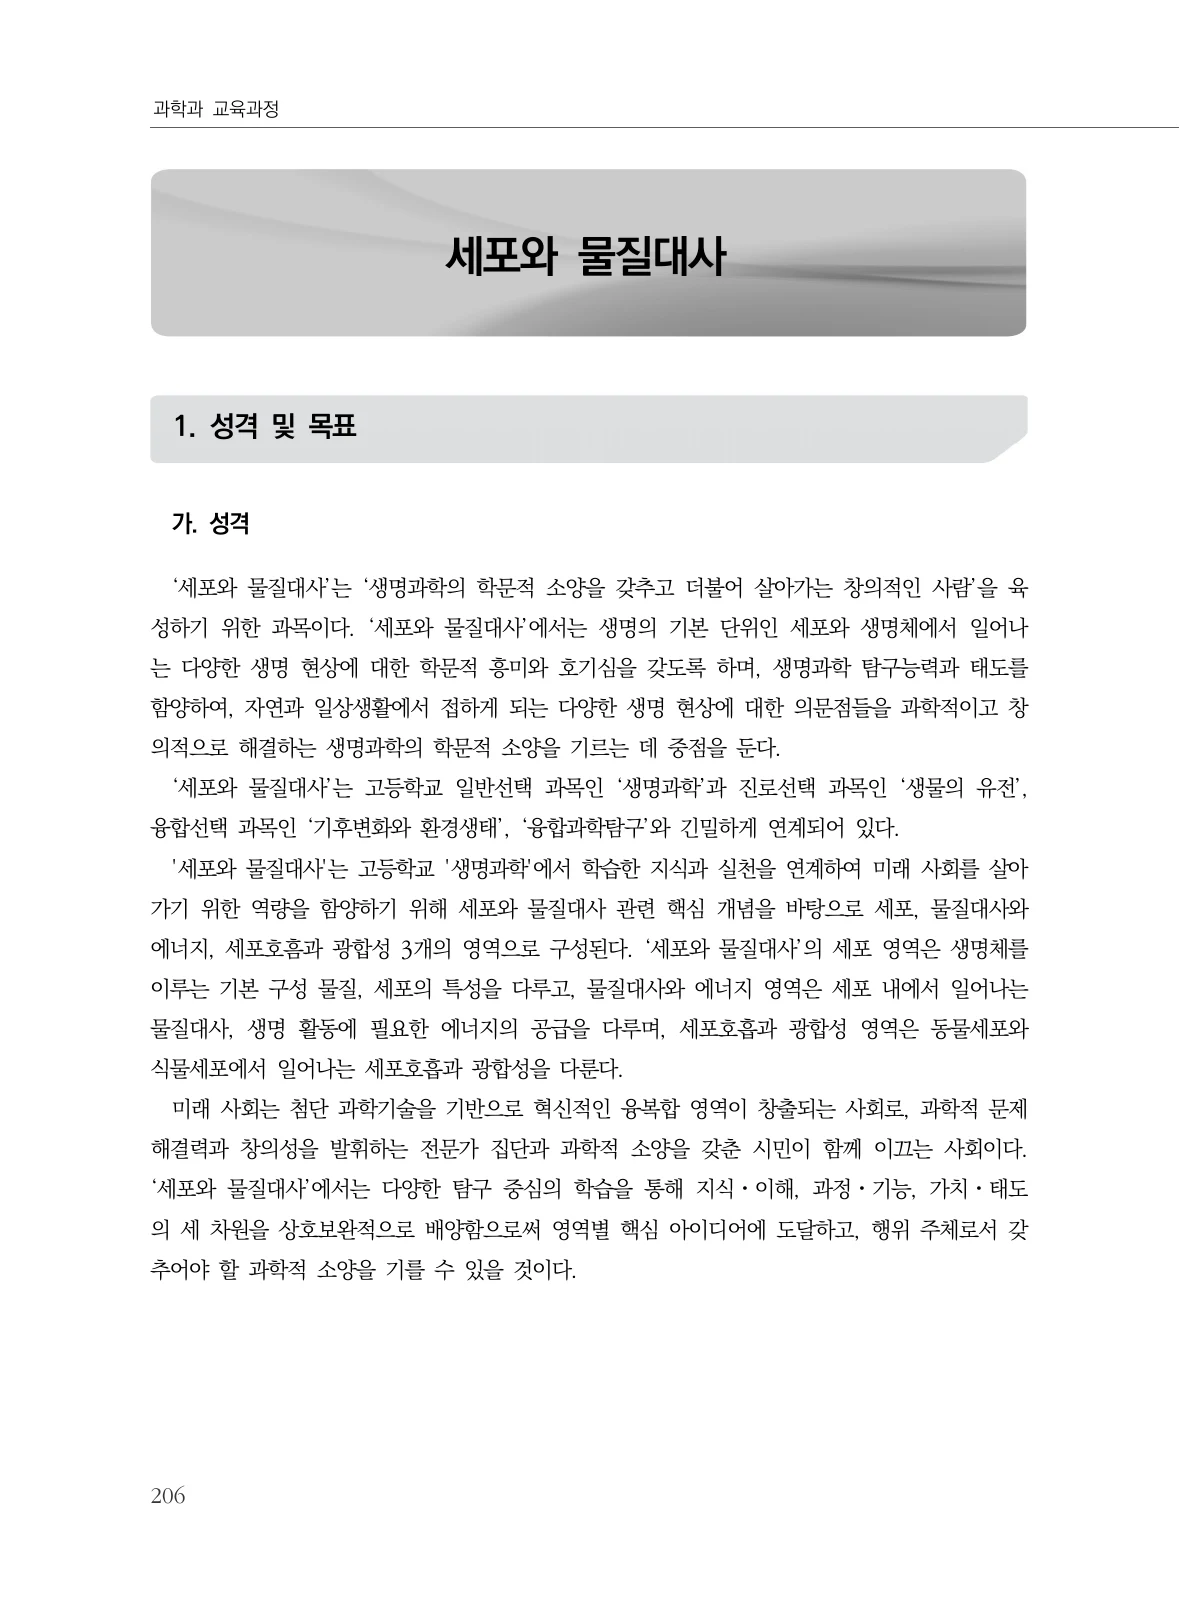 과학과 교육과정
세포와 물질대사
1. 성격 및 목표
가. 성격
‘세포와 물질대사’는 ‘생명과학의 학문적 소양을 갖추고 더불어 살아가는 창의적인 사람’을 육
성하기 위한 과목이다. ‘세포와 물질대사’에서는 생명의 기본 단위인 세포와 생명체에서 일어나
는 다양한 생명 현상에 대한 학문적 흥미와 호기심을 갖도록 하며, 생명과학 탐구능력과 태도를
함양하여, 자연과 일상생활에서 접하게 되는 다양한 생명 현상에 대한 의문점들을 과학적이고 창
의적으로 해결하는 생명과학의 학문적 소양을 기르는 데 중점을 둔다.
‘세포와 물질대사’는 고등학교 일반선택 과목인 ‘생명과학’과 진로선택 과목인 ‘생물의 유전’,
융합선택 과목인 ‘기후변화와 환경생태’, ‘융합과학탐구’와 긴밀하게 연계되어 있다.
'세포와 물질대사'는 고등학교 '생명과학'에서 학습한 지식과 실천을 연계하여 미래 사회를 살아
가기 위한 역량을 함양하기 위해 세포와 물질대사 관련 핵심 개념을 바탕으로 세포, 물질대사와
에너지, 세포호흡과 광합성 3개의 영역으로 구성된다. ‘세포와 물질대사’의 세포 영역은 생명체를
이루는 기본 구성 물질, 세포의 특성을 다루고, 물질대사와 에너지 영역은 세포 내에서 일어나는
물질대사, 생명 활동에 필요한 에너지의 공급을 다루며, 세포호흡과 광합성 영역은 동물세포와
식물세포에서 일어나는 세포호흡과 광합성을 다룬다.
미래 사회는 첨단 과학기술을 기반으로 혁신적인 융복합 영역이 창출되는 사회로, 과학적 문제
해결력과 창의성을 발휘하는 전문가 집단과 과학적 소양을 갖춘 시민이 함께 이끄는 사회이다.
‘세포와 물질대사’에서는 다양한 탐구 중심의 학습을 통해 지식・이해, 과정・기능, 가치・태도
의 세 차원을 상호보완적으로 배양함으로써 영역별 핵심 아이디어에 도달하고, 행위 주체로서 갖
추어야 할 과학적 소양을 기를 수 있을 것이다.
206